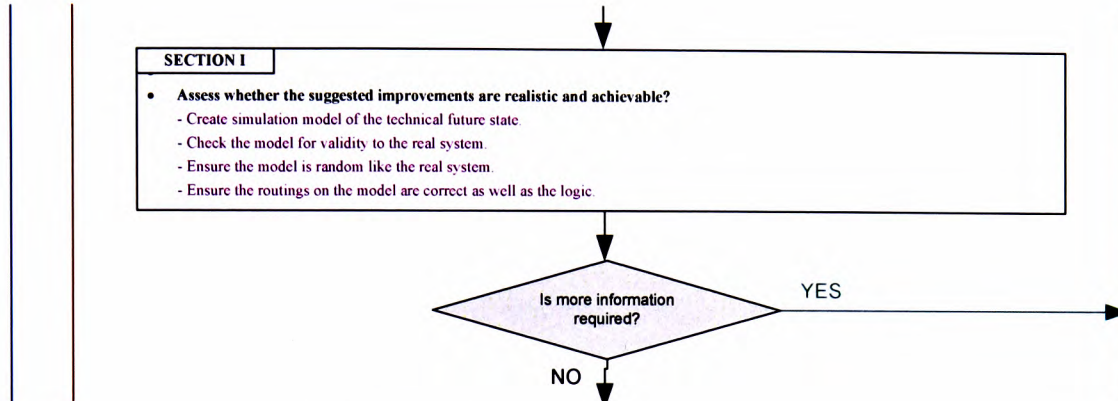 SECTION I
• Assess whether the suggested improvements are realistic and achievable?
- Create simulation model of the technical future state.
- Check the model for validity to the real system.
- Ensure the model is random like the real system.
- Ensure the routings on the model are correct as well as the logic.
Is more information
required?
YES
NO